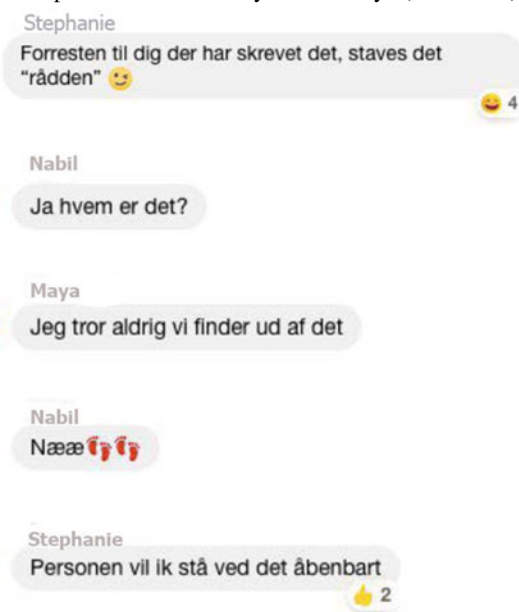 Stephanie
Forresten til dig der har skrevet det, staves det
“rådden” 😉
😄 4
Nabil
Ja hvem er det?
Maya
Jeg tror aldrig vi finder ud af det
Nabil
Nææ👣👣
Stephanie
Personen vil ik stå ved det åbenbart
👍 2